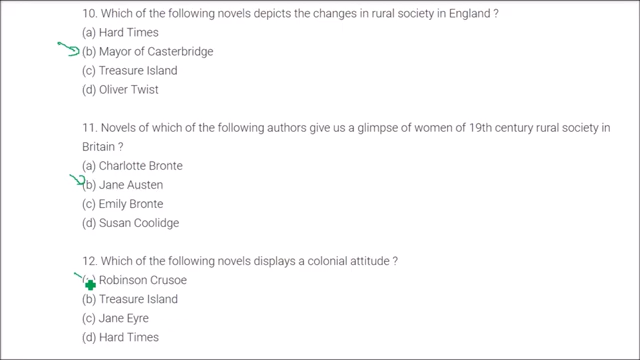 10. Which of the following novels depicts the changes in rural society in England ?
(a) Hard Times
(b) Mayor of Casterbridge
(c) Treasure Island
(d) Oliver Twist
11. Novels of which of the following authors give us a glimpse of women of 19th century rural society in
Britain ?
(a) Charlotte Bronte
(b) Jane Austen
(c) Emily Bronte
(d) Susan Coolidge
12. Which of the following novels displays a colonial attitude ?
(a) Robinson Crusoe
(b) Treasure Island
(c) Jane Eyre
(d) Hard Times